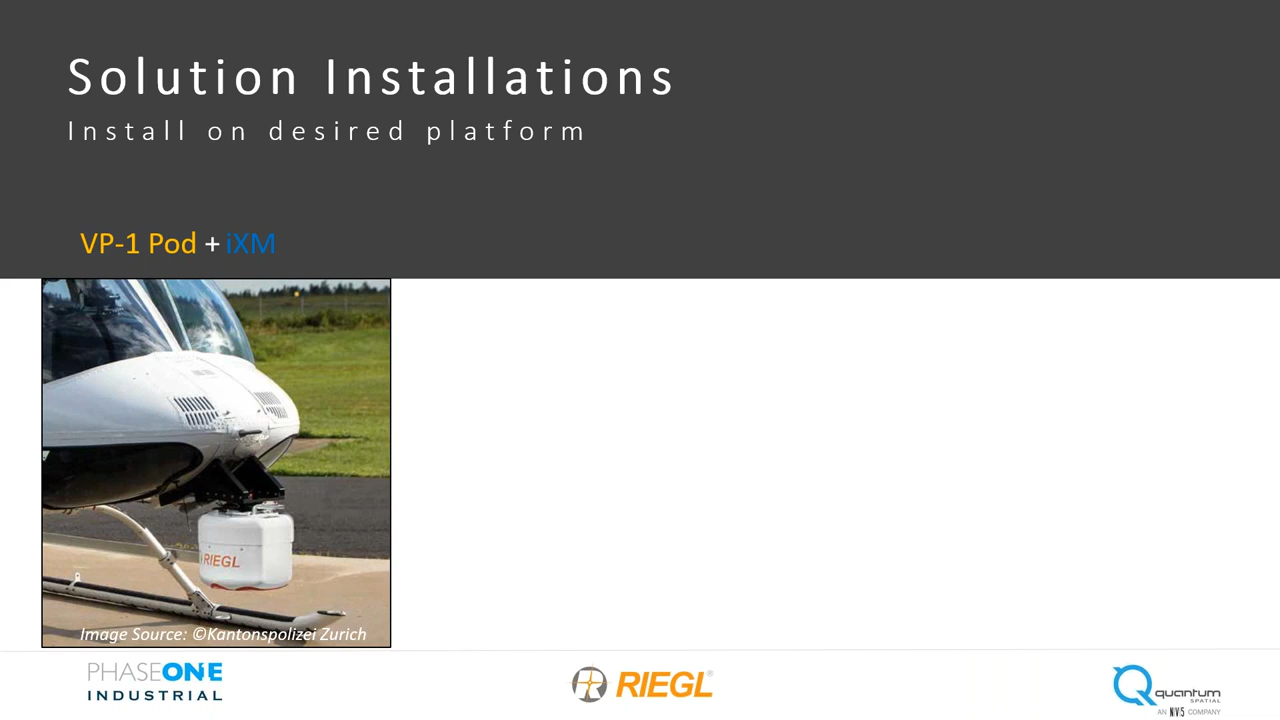 Solution Installations
Install on desired platform
VP-1 Pod + iXM
RIEGL
Image Source: ©Kantonspolizei Zurich
PHASEONE
INDUSTRIAL
RIEGL®
quantum
SPATIAL
AN NV5 COMPANY